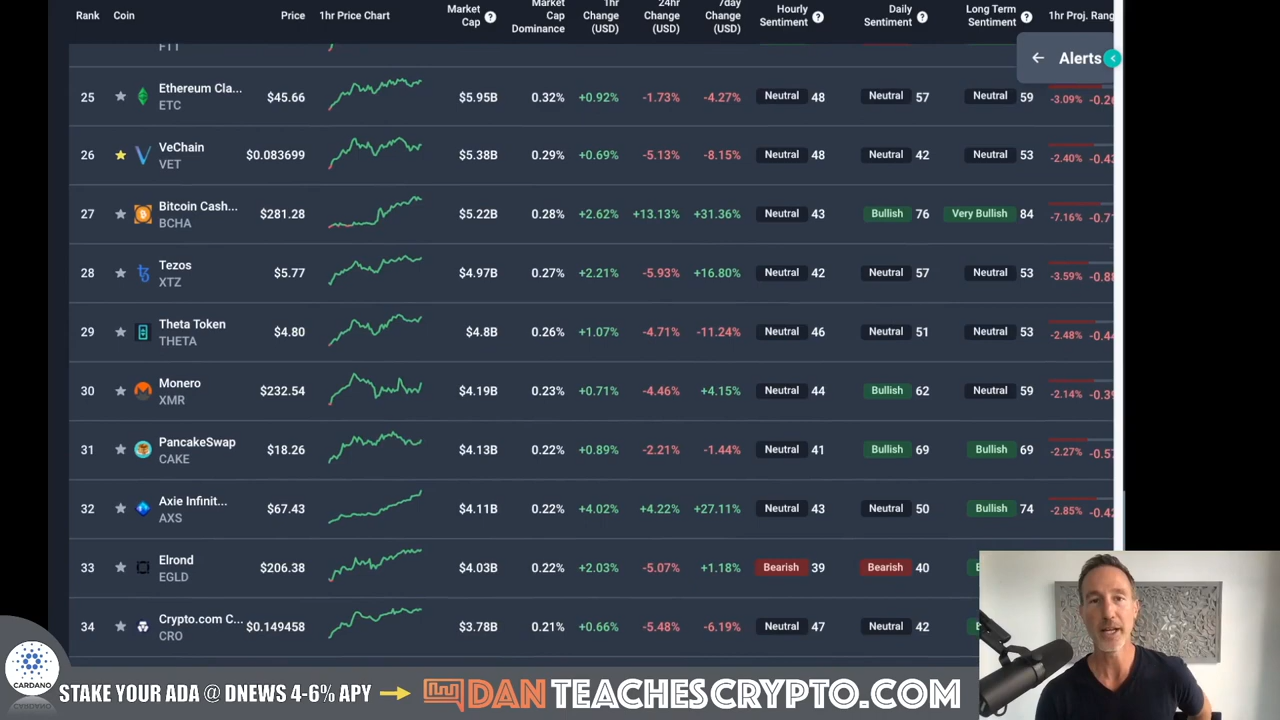 Rank Coin Price 1hr Price Chart Market Cap ? Market Cap Dominance 1hr Change (USD) 24hr Change (USD) 7day Change (USD) Hourly Sentiment ? Daily Sentiment ? Long Term Sentiment ? 1hr Proj. Rang
FTT
← Alerts <
25 Ethereum Cla... ETC $45.66 $5.95B 0.32% +0.92% -1.73% -4.27% Neutral 48 Neutral 57 Neutral 59 -3.09%
26 VeChain VET $0.083699 $5.38B 0.29% +0.69% -5.13% -8.15% Neutral 48 Neutral 42 Neutral 53 -2.40%
27 Bitcoin Cash... BCHA $281.28 $5.22B 0.28% +2.62% +13.13% +31.36% Neutral 43 Bullish 76 Very Bullish 84 -7.16%
28 Tezos XTZ $5.77 $4.97B 0.27% +2.21% -5.93% +16.80% Neutral 42 Neutral 57 Neutral 53 -3.59%
29 Theta Token THETA $4.80 $4.8B 0.26% +1.07% -4.71% -11.24% Neutral 46 Neutral 51 Neutral 53 -2.48%
30 Monero XMR $232.54 $4.19B 0.23% +0.71% -4.46% +4.15% Neutral 44 Bullish 62 Neutral 59 -2.14%
31 PancakeSwap CAKE $18.26 $4.13B 0.22% +0.89% -2.21% -1.44% Neutral 41 Bullish 69 Bullish 69 -2.27%
32 Axie Infinit... AXS $67.43 $4.11B 0.22% +4.02% +4.22% +27.11% Neutral 43 Neutral 50 Bullish 74 -2.85%
33 Elrond EGLD $206.38 $4.03B 0.22% +2.03% -5.07% +1.18% Bearish 39 Bearish 40
34 Crypto.com C... CRO $0.149458 $3.78B 0.21% +0.66% -5.48% -6.19% Neutral 47 Neutral 42
CARDANO
STAKE YOUR ADA @ DNEWS 4-6% APY
DAN TEACHESCRYPTO.COM